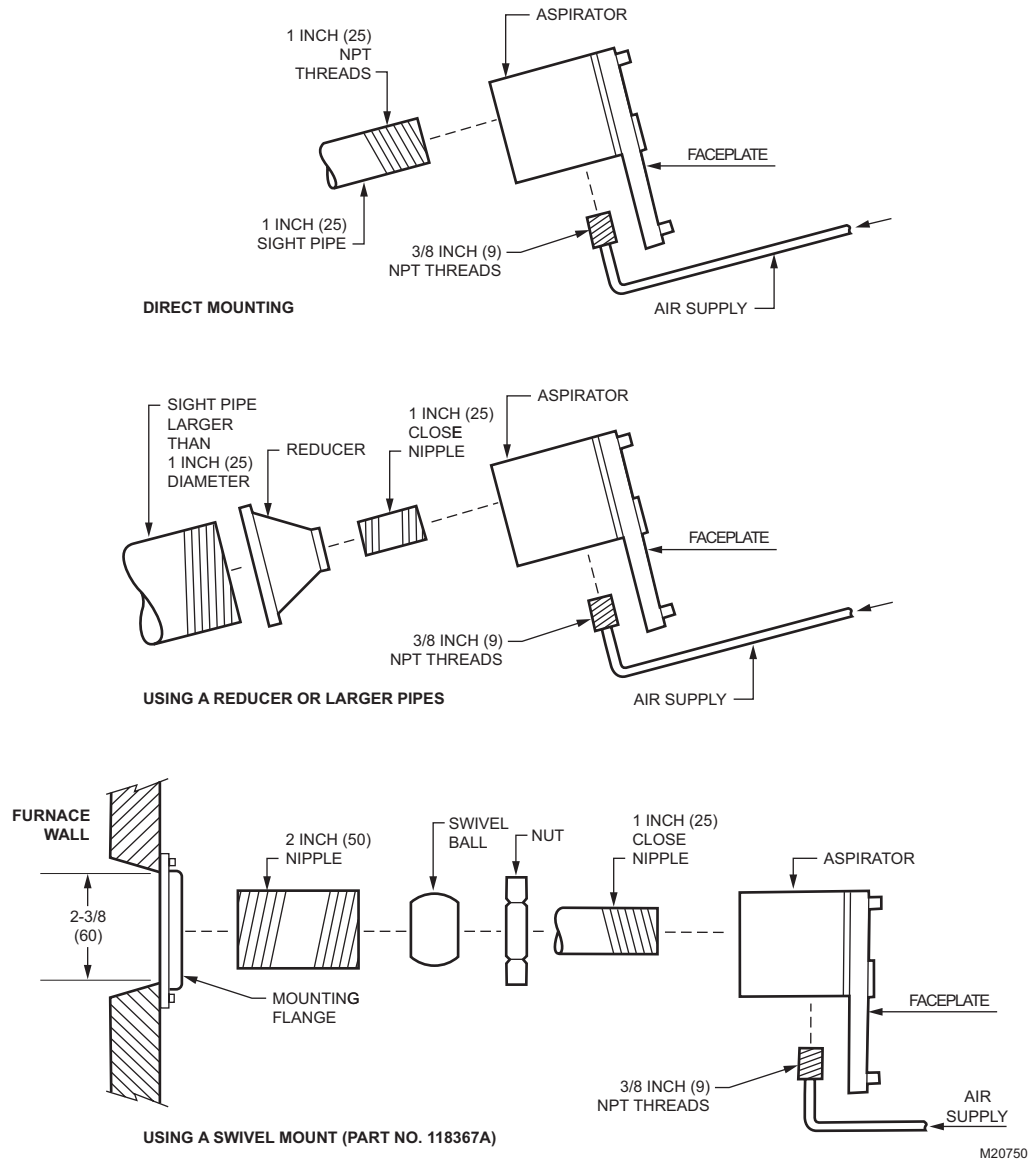 ASPIRATOR
1 INCH (25)
NPT
THREADS
FACEPLATE
1 INCH (25)
SIGHT PIPE
3/8 INCH (9)
NPT THREADS
AIR SUPPLY
DIRECT MOUNTING
SIGHT PIPE
LARGER
THAN
1 INCH (25)
DIAMETER
REDUCER
1 INCH (25)
CLOSE
NIPPLE
ASPIRATOR
FACEPLATE
3/8 INCH (9)
NPT THREADS
AIR SUPPLY
USING A REDUCER OR LARGER PIPES
FURNACE
WALL
2-3/8
(60)
2 INCH (50)
NIPPLE
SWIVEL
BALL
NUT
1 INCH (25)
CLOSE
NIPPLE
ASPIRATOR
MOUNTING
FLANGE
FACEPLATE
3/8 INCH (9)
NPT THREADS
AIR
SUPPLY
USING A SWIVEL MOUNT (PART NO. 118367A)
M20750